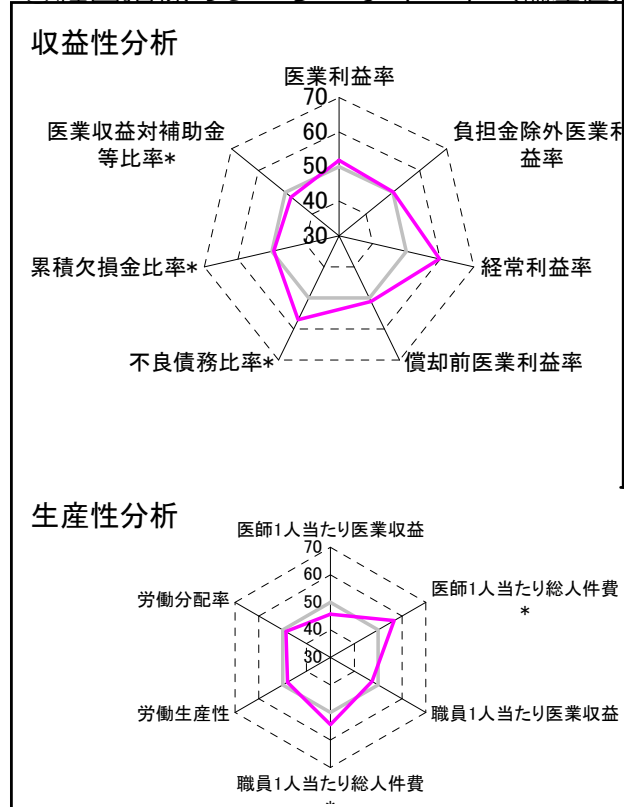 収益性分析
医業利益率
70
60
50
40
30
負担金除外医業利
益率
経常利益率
償却前医業利益率
不良債務比率*
累積欠損金比率*
医業収益対補助金
等比率*
生産性分析
医師1人当たり医業収益
70
60
50
40
30
医師1人当たり総人件費
*
職員1人当たり医業収益
職員1人当たり総人件費
*
労働生産性
労働分配率